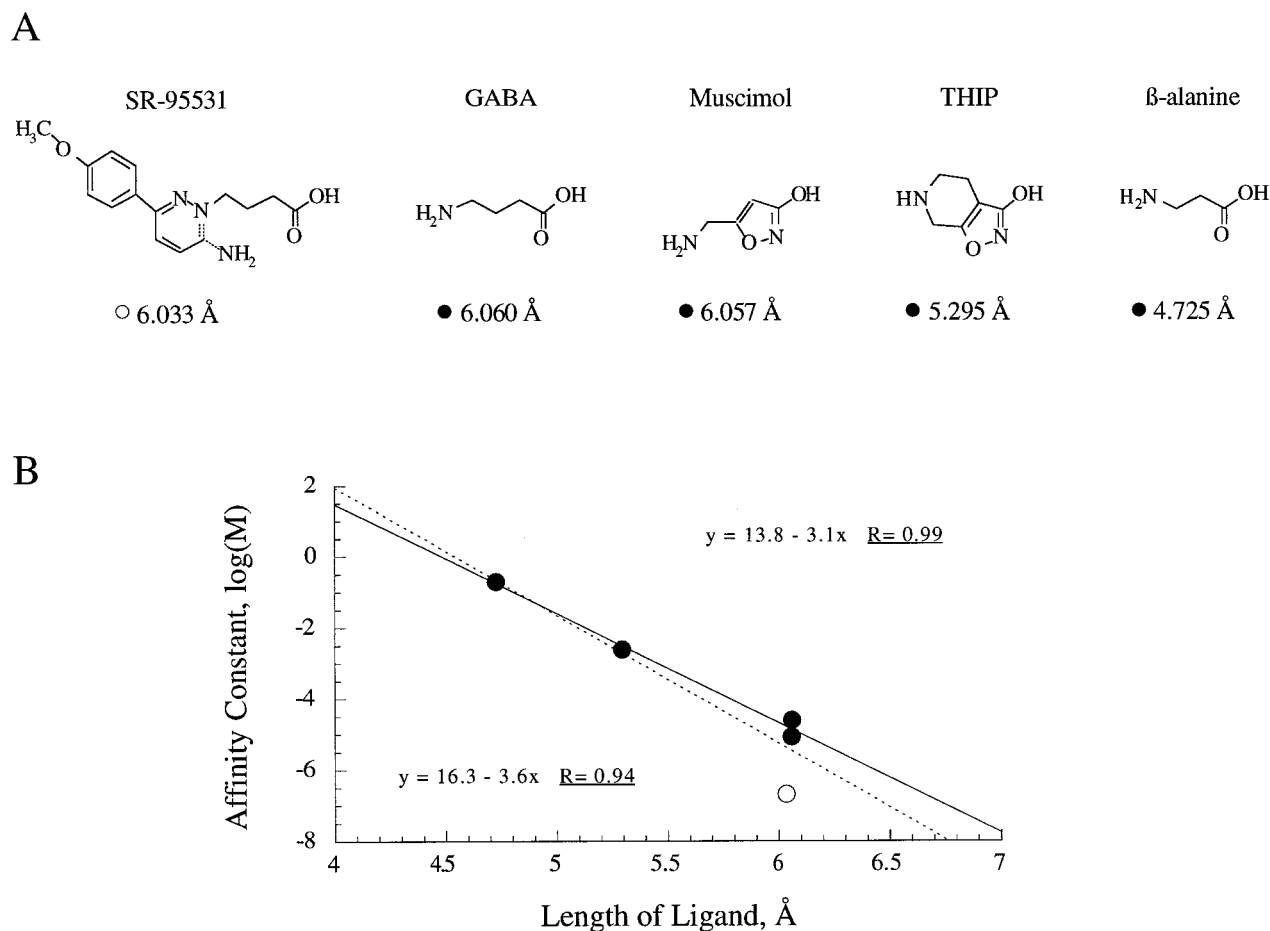 A
SR-95531 GABA Muscimol THIP ß-alanine
H3C O N N OH O NH2
H2N OH O
OH H2N O N
HN OH O N
H2N OH O
6.033 Å 6.060 Å 6.057 Å 5.295 Å 4.725 Å
B
Affinity Constant, log(M)
2
0
-2
-4
-6
-8
y = 13.8 - 3.1x R= 0.99
y = 16.3 - 3.6x R= 0.94
4 4.5 5 5.5 6 6.5 7
Length of Ligand, Å